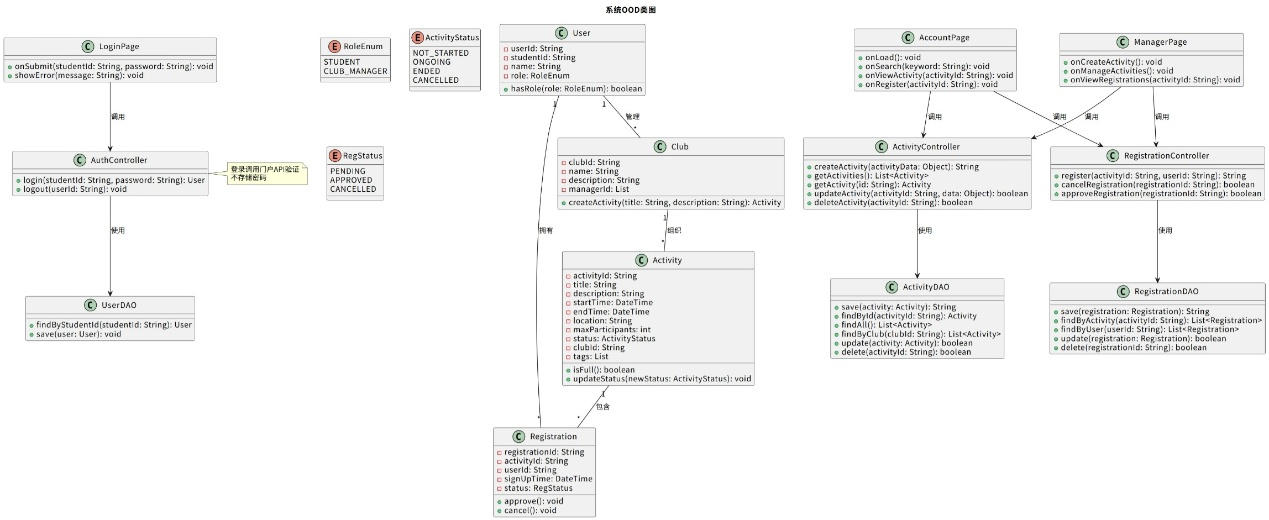 系统OOD类图
C LoginPage
onSubmit(studentId: String, password: String): void
showError(message: String): void
调用
C AuthController
login(studentId: String, password: String): User
logout(userId: String): void
登录调用门户API验证
不存储密码
使用
C UserDAO
findByStudentId(studentId: String): User
save(user: User): void
E RoleEnum
STUDENT
CLUB_MANAGER
E ActivityStatus
NOT_STARTED
ONGOING
ENDED
CANCELLED
E RegStatus
PENDING
APPROVED
CANCELLED
C User
userId: String
studentId: String
name: String
role: RoleEnum
hasRole(role: RoleEnum): boolean
1
1
管理
*
C Club
clubId: String
name: String
description: String
managerId: List
createActivity(title: String, description: String): Activity
1
拥有
组织
*
C Activity
activityId: String
title: String
description: String
startTime: DateTime
endTime: DateTime
location: String
maxParticipants: int
status: ActivityStatus
clubId: String
tags: List
isFull(): boolean
updateStatus(newStatus: ActivityStatus): void
1
包含
*
*
C Registration
registrationId: String
activityId: String
userId: String
signUpTime: DateTime
status: RegStatus
approve(): void
cancel(): void
C AccountPage
onLoad(): void
onSearch(keyword: String): void
onViewActivity(activityId: String): void
onRegister(activityId: String): void
C ManagerPage
onCreateActivity(): void
onManageActivities(): void
onViewRegistrations(activityId: String): void
调用
调用
调用
调用
C ActivityController
createActivity(activityData: Object): String
getActivities(): List<Activity>
getActivity(id: String): Activity
updateActivity(activityId: String, data: Object): boolean
deleteActivity(activityId: String): boolean
C RegistrationController
register(activityId: String, userId: String): String
cancelRegistration(registrationId: String): boolean
approveRegistration(registrationId: String): boolean
使用
使用
C ActivityDAO
save(activity: Activity): String
findById(activityId: String): Activity
findAll(): List<Activity>
findByClub(clubId: String): List<Activity>
update(activity: Activity): boolean
delete(activityId: String): boolean
C RegistrationDAO
save(registration: Registration): String
findByActivity(activityId: String): List<Registration>
findByUser(userId: String): List<Registration>
update(registration: Registration): boolean
delete(registrationId: String): boolean